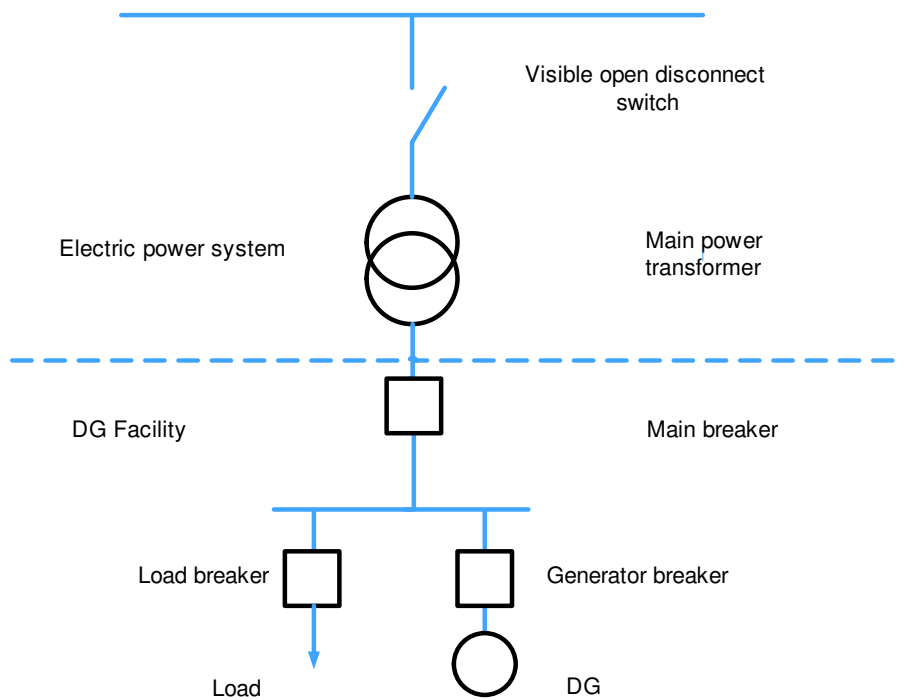 Visible open disconnect
switch
Electric power system
Main power
transformer
DG Facility
Main breaker
Load breaker
Generator breaker
Load
DG